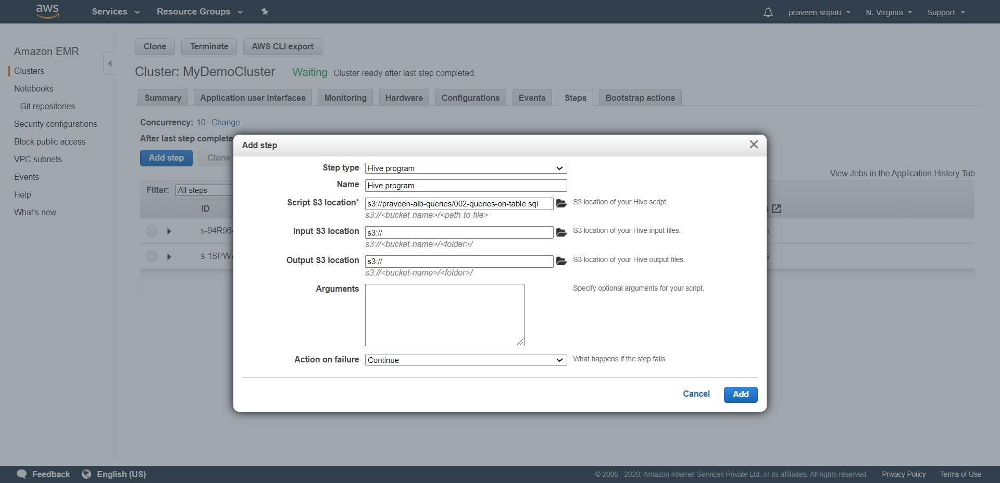 aws Services Resource Groups praveen sripati N. Virginia Support
Amazon EMR
Clusters
Notebooks
Git repositories
Security configurations
Block public access
VPC subnets
Events
Help
What's new
Clone Terminate AWS CLI export
Cluster: MyDemoCluster Waiting Cluster ready after last step completed.
Summary Application user interfaces Monitoring Hardware Configurations Events Steps Bootstrap actions
Concurrency: 10 Change
After last step complete
Add step Clone
View Jobs in the Application History Tab
Filter: All steps
ID
s-94R96
s-1SPW7
Add step
Step type Hive program
Name Hive program
Script S3 location* s3://praveen-alb-queries/002-queries-on-table.sql S3 location of your Hive script.
s3://<bucket-name>/<path-to-file>
Input S3 location s3:// S3 location of your Hive input files.
s3://<bucket-name>/<folder>/
Output S3 location s3:// S3 location of your Hive output files.
s3://<bucket-name>/<folder>/
Arguments Specify optional arguments for your script.
Action on failure Continue What happens if the step fails
Cancel Add
Feedback English (US) © 2008 - 2020, Amazon Internet Services Private Ltd. or its affiliates. All rights reserved. Privacy Policy Terms of Use